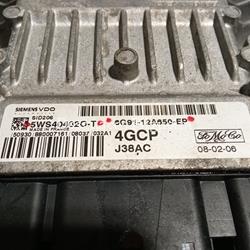 SIEMENS VDO
SID206
5WS40402G-T 6G91-12A650-EP
MADE IN FRANCE
4GCP
J38AC
08-02-06